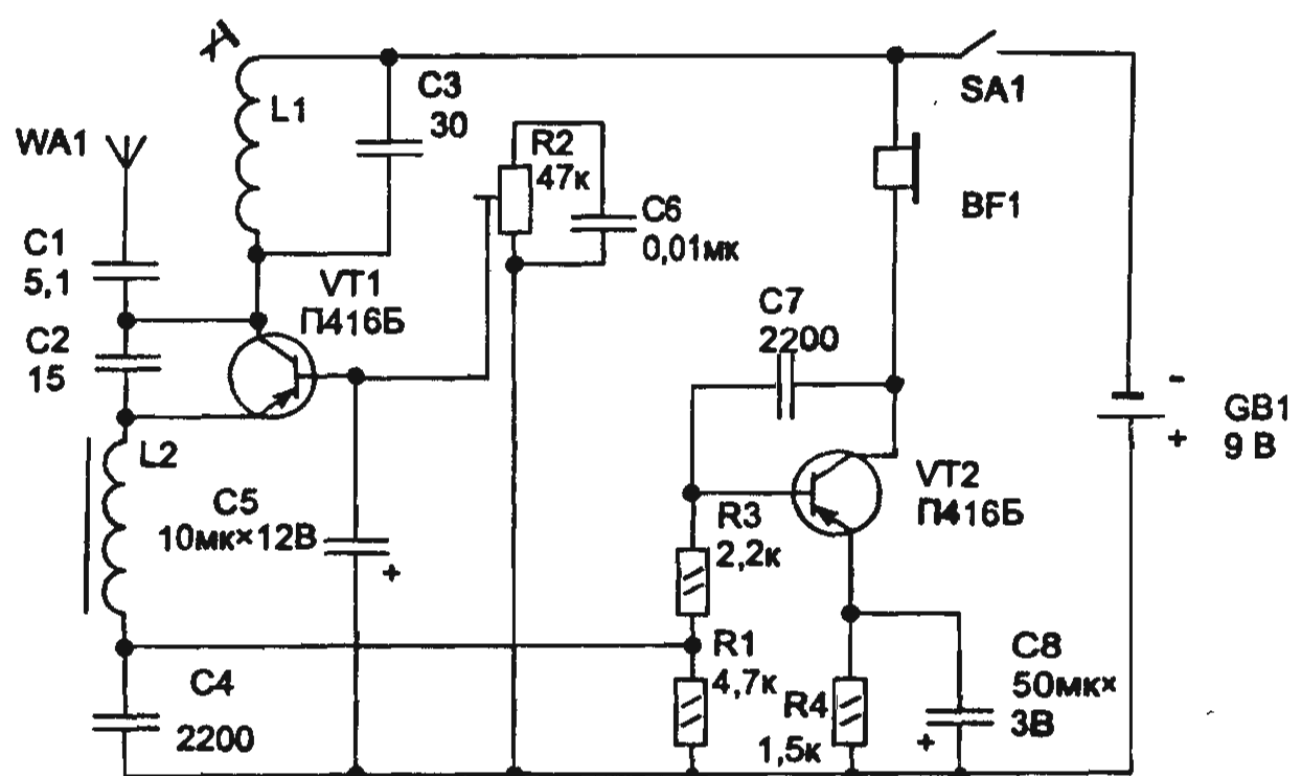 L1
C3
30
SA1
WA1
R2
47к
C6
0,01мк
BF1
C1
5,1
VT1
П416Б
C7
2200
C2
15
-
GB1
+
9 В
L2
VT2
П416Б
C5
10мк×12В
+
R3
2,2к
R1
4,7к
C4
2200
R4
1,5к
C8
50мк×
3В
+